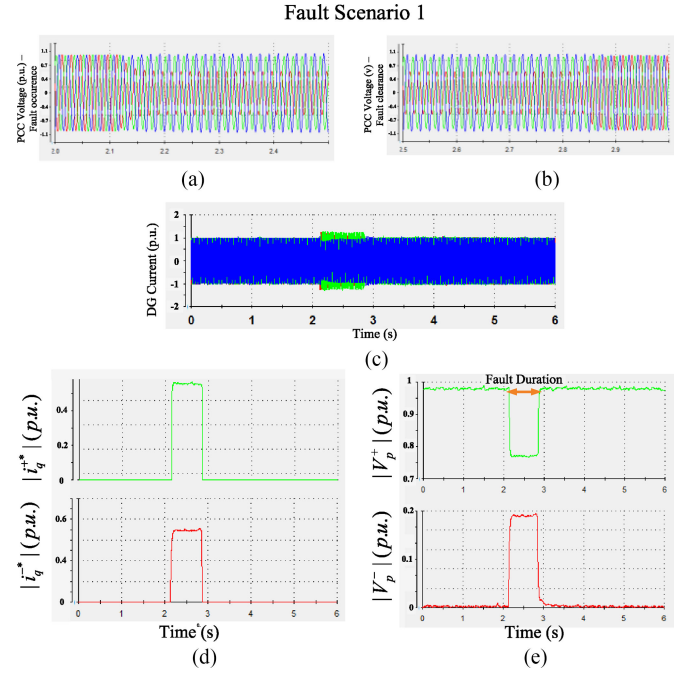 Fault Scenario 1
PCC Voltage (p.u.) –
Fault occurence
1.1
0.7
0.4
0
-0.4
-0.7
-1.1
2.0
2.1
2.2
2.3
2.4
(a)
PCC Voltage (v) –
Fault clearance
1.1
0.7
0.4
0
-0.4
-0.7
-1.1
2.5
2.6
2.7
2.8
2.9
(b)
DG Current (p.u.)
2
1
0
-1
-2
0 1 2 3 4 5 6
Time (s)
(c)
|i_q^{+*}| (p.u.)
0.4
0.2
0
0 1 2 3 4 5 6
|i_q^{-*}| (p.u.)
0.6
0.4
0
0 1 2 3 4 5 6
Time (s)
(d)
Fault Duration
|V_p^+| (p.u.)
1
0.9
0.8
0.7
0 1 2 3 4 5 6
|V_p^-| (p.u.)
0.2
0.1
0
0 1 2 3 4 5 6
Time (s)
(e)